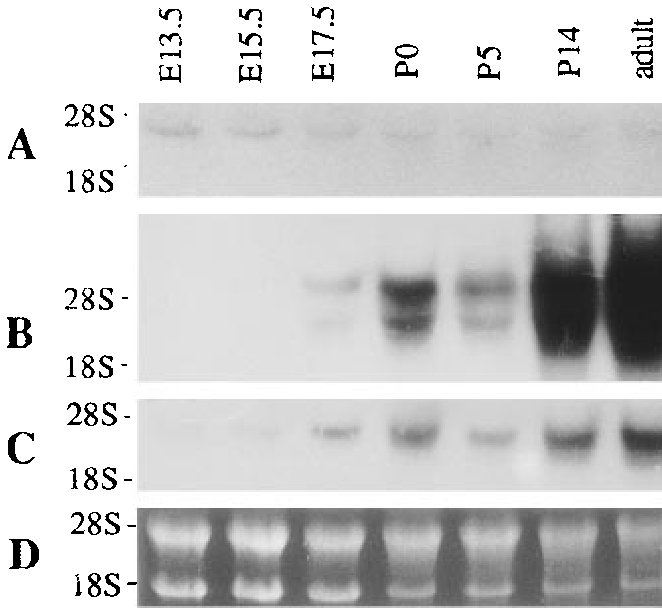 E13.5 E15.5 E17.5 P0 P5 P14 adult
A
28S
18S
B
28S -
18S -
C
28S -
18S -
D
28S -
18S -